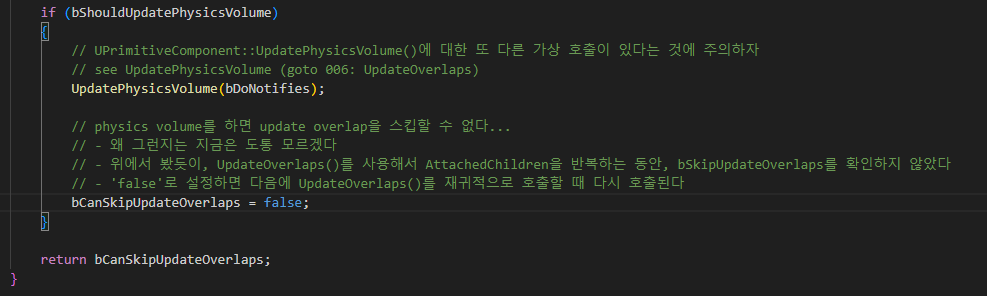 if (bShouldUpdatePhysicsVolume)
{
// UPrimitiveComponent::UpdatePhysicsVolume()에 대한 또 다른 가상 호출이 있다는 것에 주의하자
// see UpdatePhysicsVolume (goto 006: UpdateOverlaps)
UpdatePhysicsVolume(bDoNotifies);
// physics volume를 하면 update overlap을 스킵할 수 없다...
// - 왜 그런지는 지금은 도통 모르겠다
// - 위에서 봤듯이, UpdateOverlaps()를 사용해서 AttachedChildren을 반복하는 동안, bSkipUpdateOverlaps를 확인하지 않았다
// - 'false'로 설정하면 다음에 UpdateOverlaps()를 재귀적으로 호출할 때 다시 호출된다
bCanSkipUpdateOverlaps = false;
}
return bCanSkipUpdateOverlaps;
}